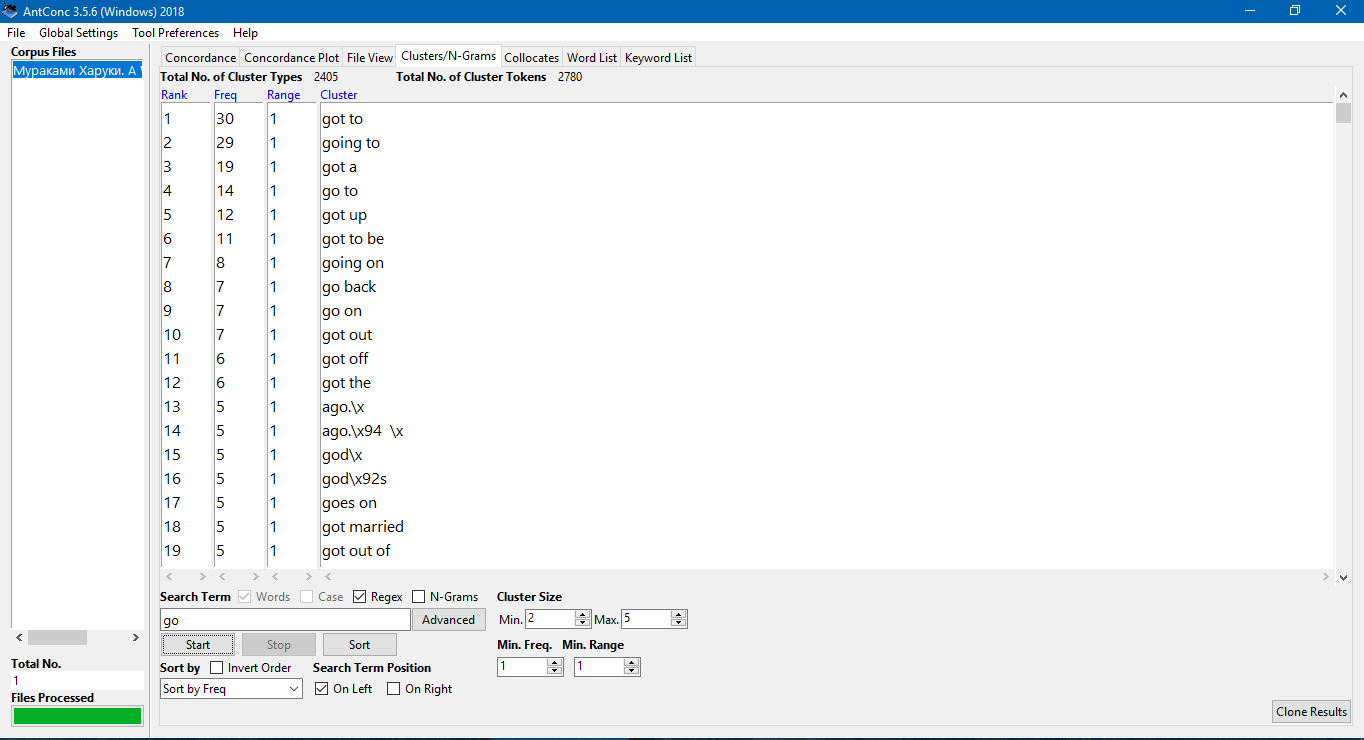 AntConc 3.5.6 (Windows) 2018
File Global Settings Tool Preferences Help
Corpus Files
Мураками Харуки. A
Concordance Concordance Plot File View Clusters/N-Grams Collocates Word List Keyword List
Total No. of Cluster Types 2405 Total No. of Cluster Tokens 2780
Rank Freq Range Cluster
1 30 1 got to
2 29 1 going to
3 19 1 got a
4 14 1 go to
5 12 1 got up
6 11 1 got to be
7 8 1 going on
8 7 1 go back
9 7 1 go on
10 7 1 got out
11 6 1 got off
12 6 1 got the
13 5 1 ago.\x
14 5 1 ago.\x94 \x
15 5 1 god\x
16 5 1 god\x92s
17 5 1 goes on
18 5 1 got married
19 5 1 got out of
Search Term Words Case Regex N-Grams Cluster Size
go Advanced Min. 2 Max. 5
Start Stop Sort Min. Freq. Min. Range
Sort by Invert Order Search Term Position 1 1
Sort by Freq On Left On Right
Total No.
1
Files Processed
Clone Results